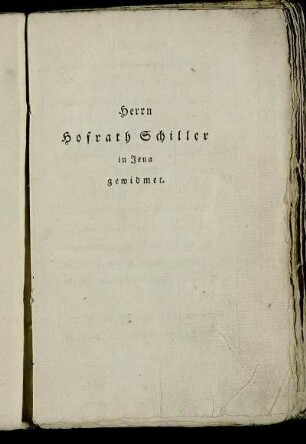 Herrn
Hofrath Schiller
in Jena
gewidmet.